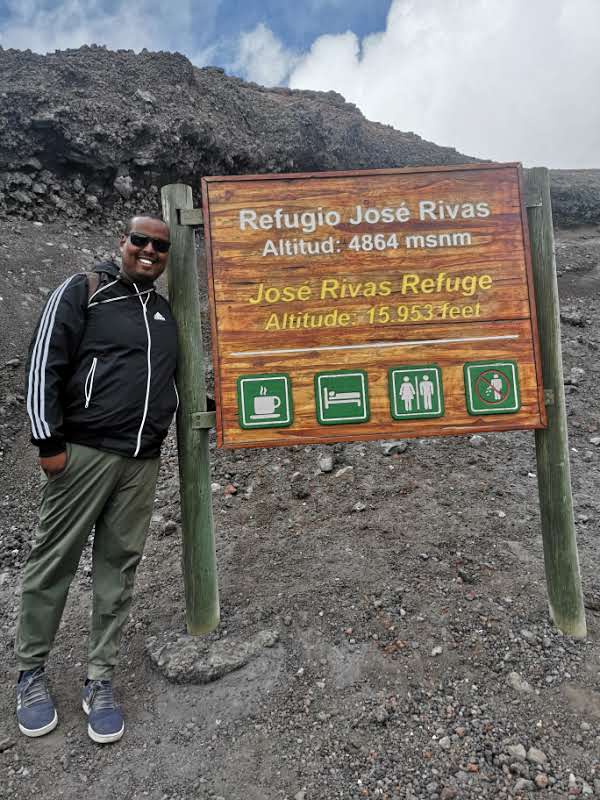 Refugio José Rivas
Altitud: 4864 msnm
José Rivas Refuge
Altitude: 15.953 feet